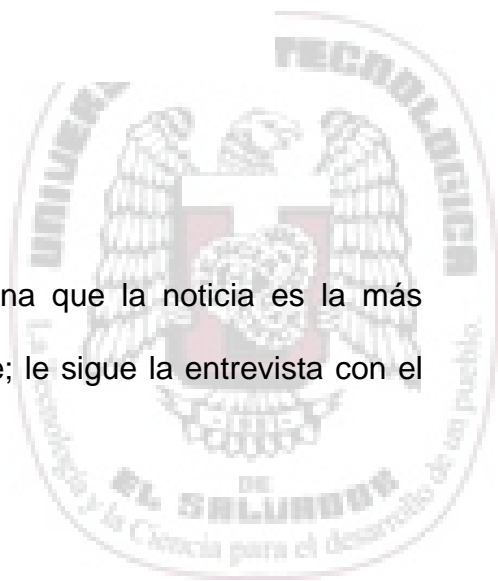 UNIVERSIDAD TECNOLOGICA
na que la noticia es la más
; le sigue la entrevista con el
DE
EL SALVADOR
La Tecnología y la Ciencia para el desarrollo de un pueblo.